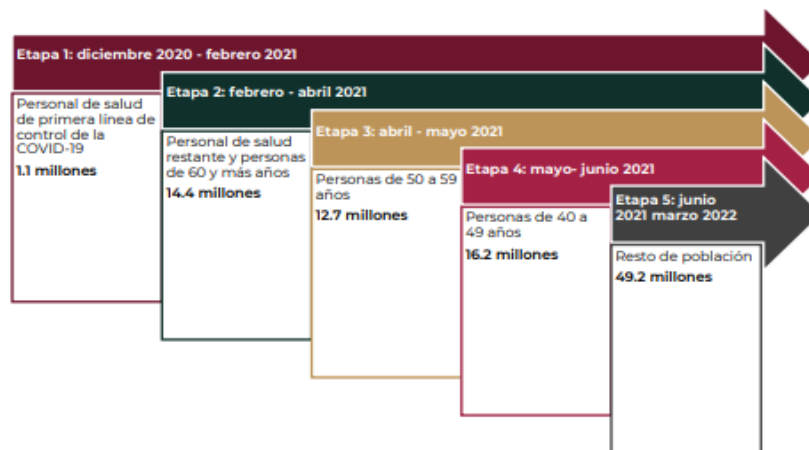 Etapa 1: diciembre 2020 - febrero 2021
Personal de salud
de primera línea de
control de la
COVID-19
1.1 millones
Etapa 2: febrero - abril 2021
Personal de salud
restante y personas
de 60 y más años
14.4 millones
Etapa 3: abril - mayo 2021
Personas de 50 a 59
años
12.7 millones
Etapa 4: mayo- junio 2021
Personas de 40 a
49 años
16.2 millones
Etapa 5: junio
2021 marzo 2022
Resto de población
49.2 millones